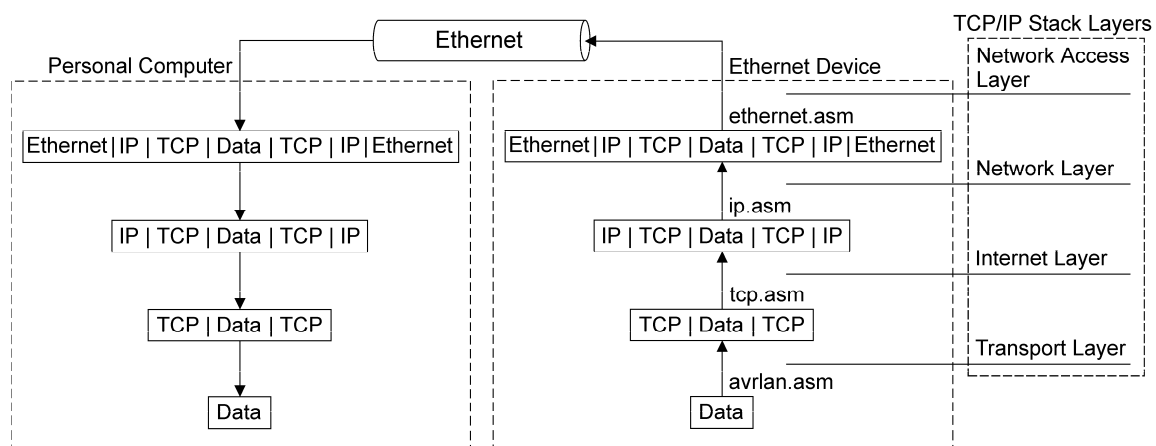 TCP/IP Stack Layers
Ethernet
Network Access
Layer
Personal Computer
Ethernet Device
ethernet.asm
Ethernet | IP | TCP | Data | TCP | IP | Ethernet
Ethernet | IP | TCP | Data | TCP | IP | Ethernet
Network Layer
ip.asm
IP | TCP | Data | TCP | IP
IP | TCP | Data | TCP | IP
Internet Layer
tcp.asm
TCP | Data | TCP
TCP | Data | TCP
Transport Layer
avrlan.asm
Data
Data